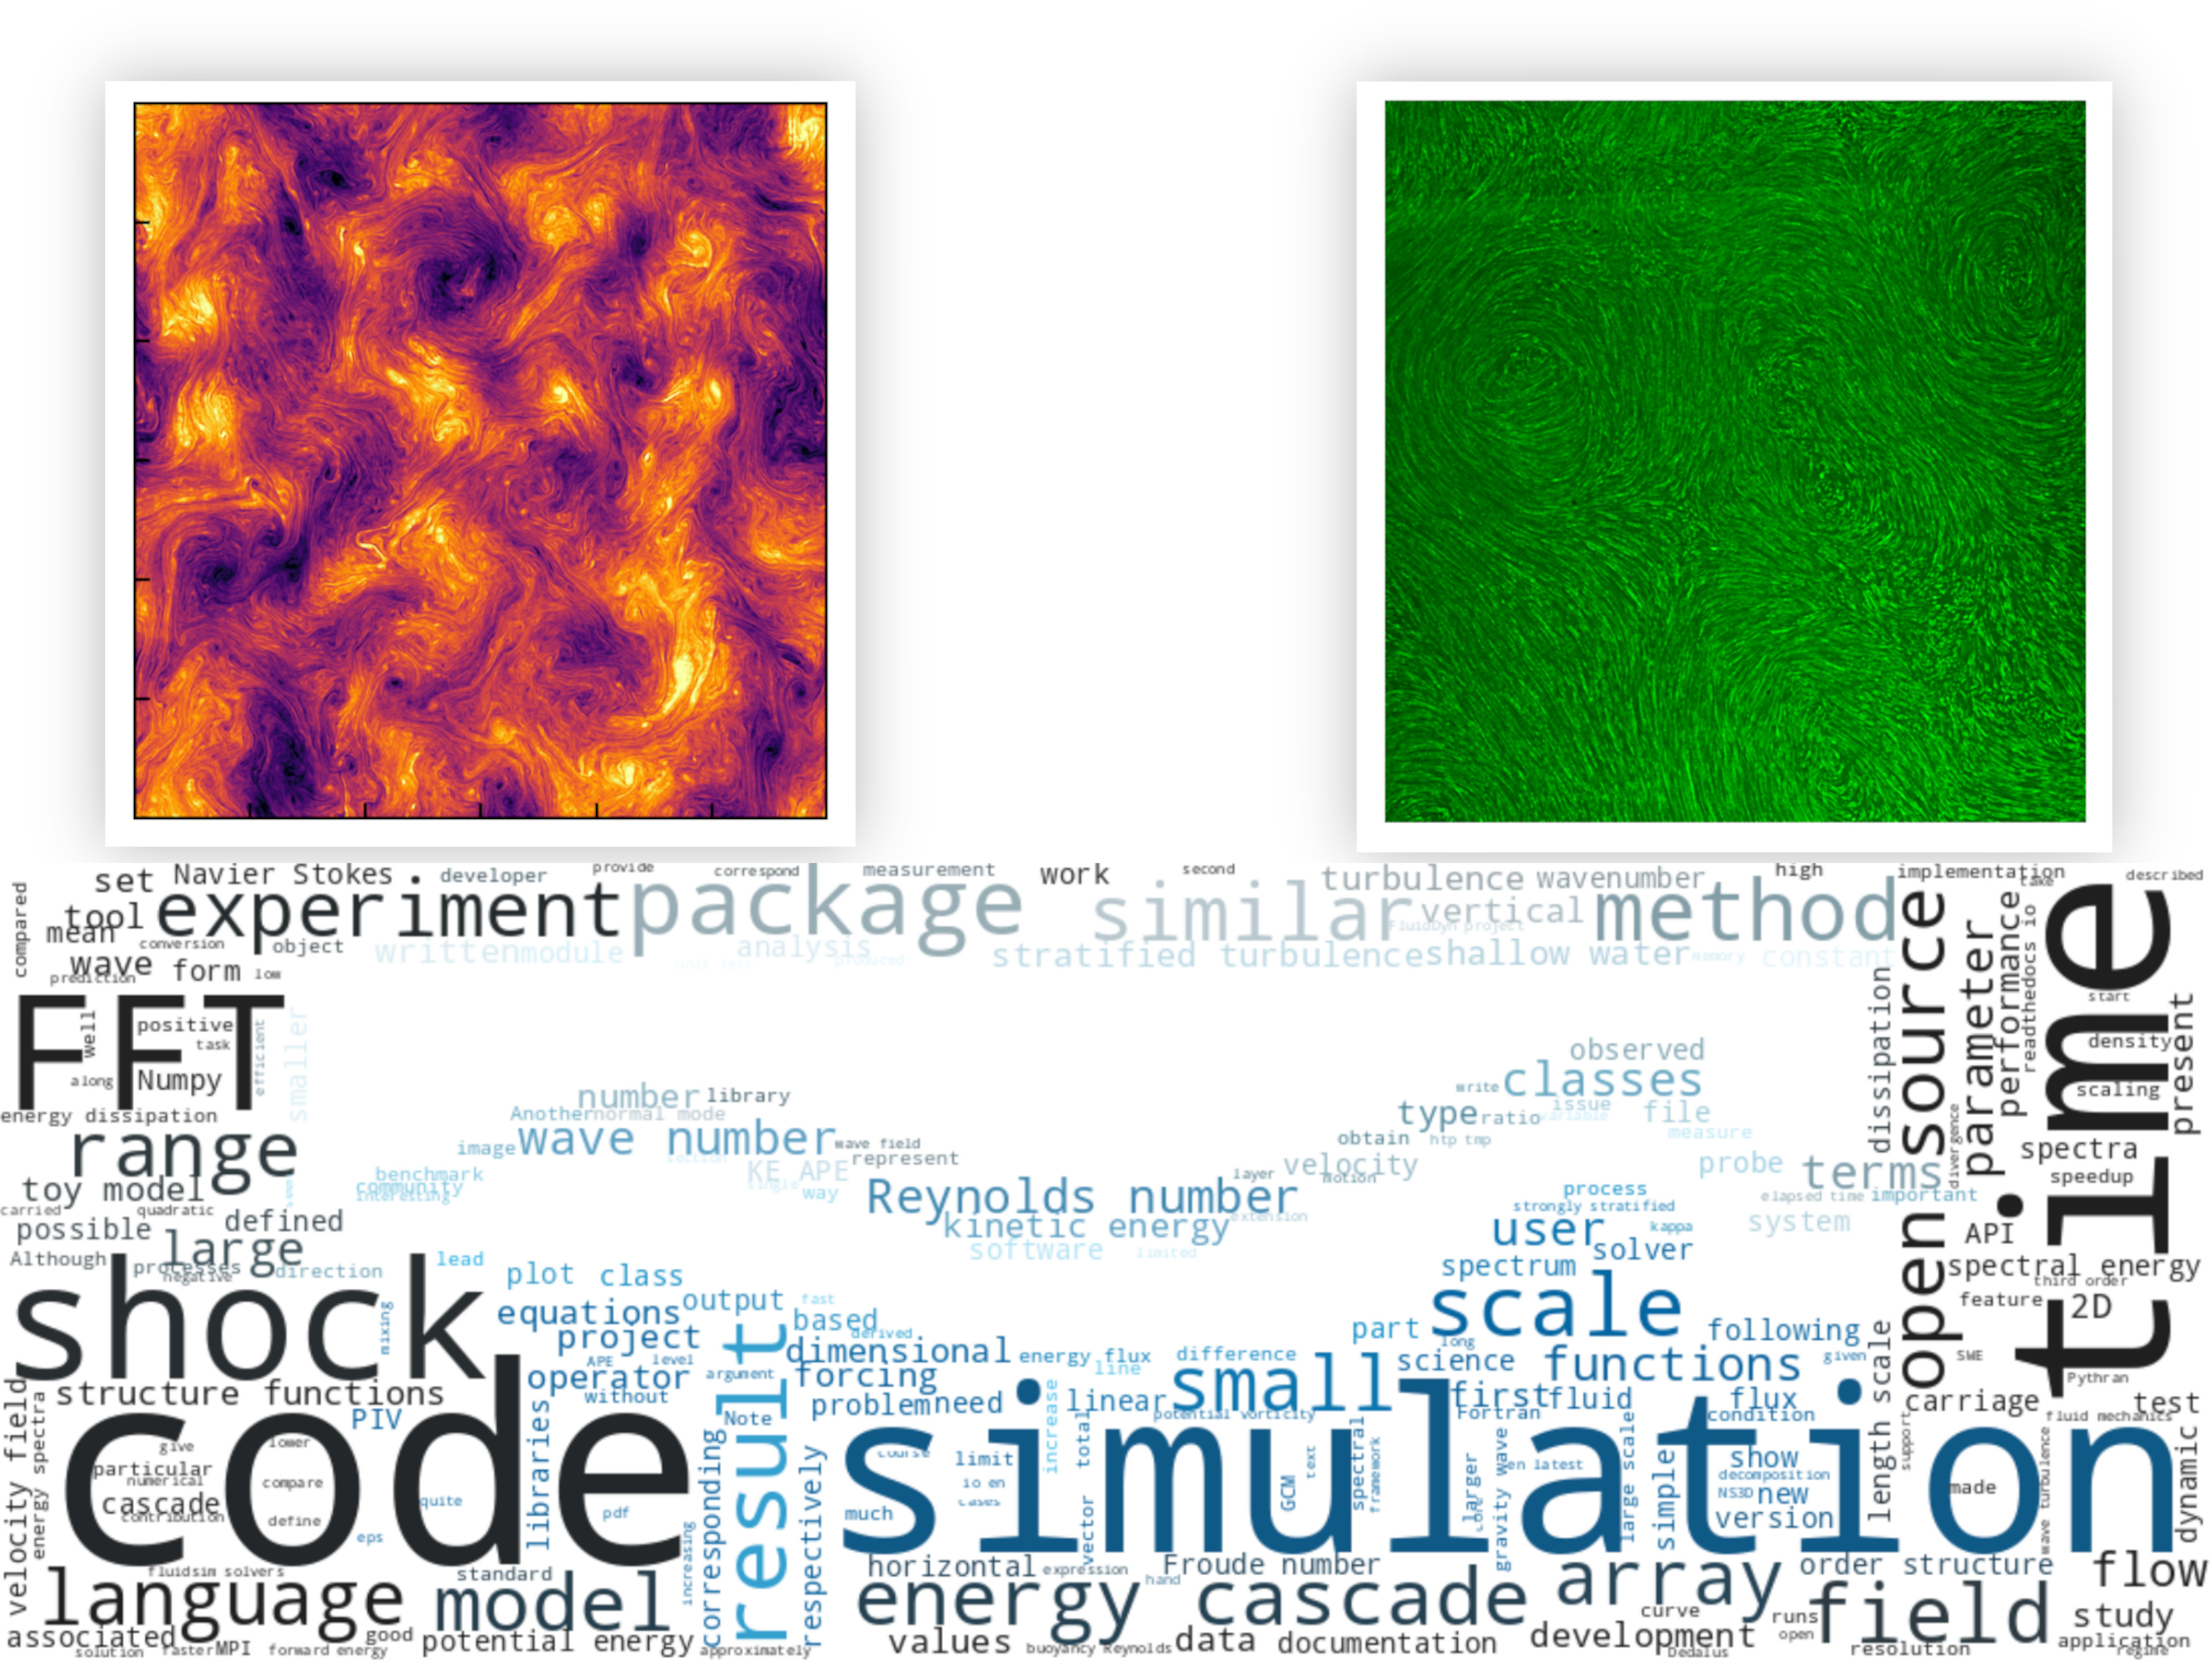 set Navier Stokes developer provide correspond measurement work second turbulence wavenumber high implementation take described
compared tool experiment package similar vertical method
mean conversion object written module analysis FluidDyn project
wave form low unit test produced stratified turbulence shallow water memory constant
prediction
FFT well positive task efficient smaller
along Numpy
energy dissipation
range
toy model
carried quadratic defined
possible large
Although processes negative direction lead
number library
Another normal mode
image wave number wave field
section represent
benchmark KE APE
community single way
interesting
Reynolds number
kinetic energy extension
software limited
observed
write classes
type ratio issue variable file
obtain http tmp measure
layer velocity motion probe terms
process elapsed time important
strongly stratified
user kappa system
solver
spectrum
dissipation open source divergence parameter performance readthedocs io time
start
density present
scaling
spectra
speedup
API
spectral energy
third order
feature 2D
SWE
Pythran
carriage test
fluid mechanics
shock mixing plot class
equations output fast
project based derived
APE level dimensional energy flux difference part scale following
line long
operator argument forcing science functions given
without result small
structure functions PIV Note problem need increase linear first fluid flux length scale
potential vorticity Fortran condition
velocity field energy spectra code simulation
give lower libraries course limit total text spectral framework larger gravity wave en latest large scale simple show support wave turbulence dynamic
particular
numerical compare io en GCM decomposition
cascade quite pdf cases NS3D new made
contribution define much vector version
eps increasing corresponding respectively
fluidsim solvers standard horizontal expression Froude number order structure
language model energy hand cascade array flow
curve field study
associated good potential energy values data documentation development runs application
solution faster MPI forward energy approximately buoyancy Reynolds Dedalus open resolution regime